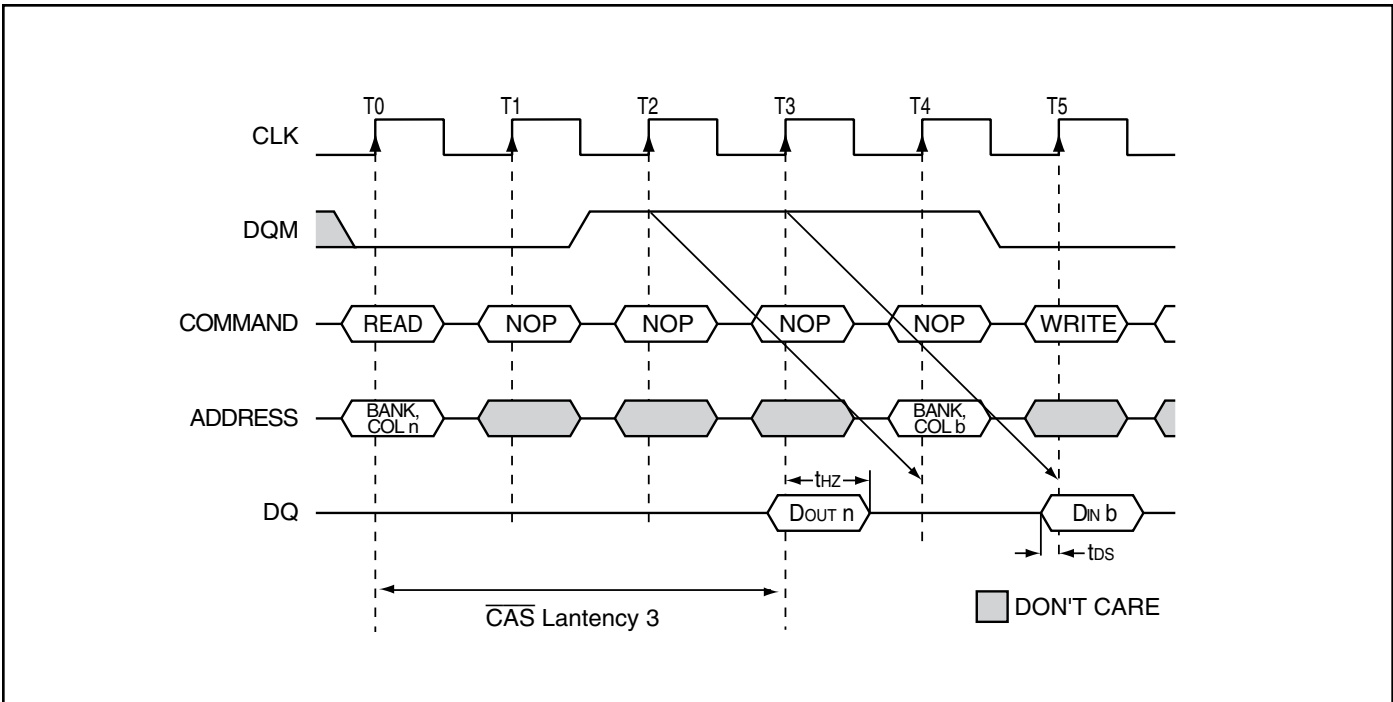 T0 T1 T2 T3 T4 T5
CLK
DQM
COMMAND READ NOP NOP NOP NOP WRITE
ADDRESS BANK, COL n BANK, COL b
tHZ
DQ DOUT n DIN b
tDS
CAS Lantency 3
DON'T CARE